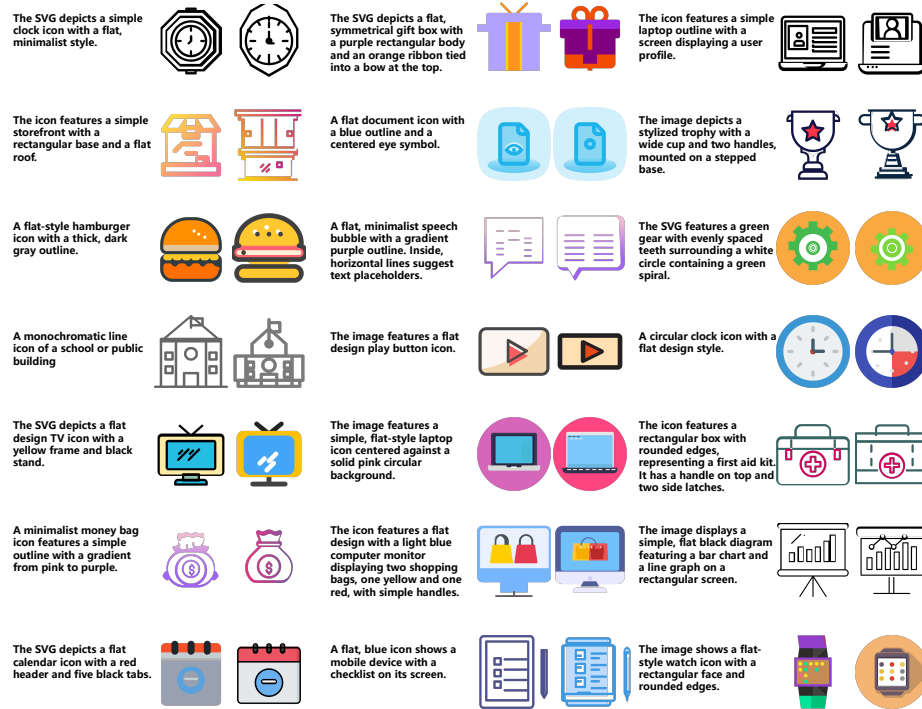 The SVG depicts a simple
clock icon with a flat,
minimalist style.
The SVG depicts a flat,
symmetrical gift box with
a purple rectangular body
and an orange ribbon tied
into a bow at the top.
The icon features a simple
laptop outline with a
screen displaying a user
profile.
The icon features a simple
storefront with a
rectangular base and a flat
roof.
A flat document icon with
a blue outline and a
centered eye symbol.
The image depicts a
stylized trophy with a
wide cup and two handles,
mounted on a stepped
base.
A flat-style hamburger
icon with a thick, dark
gray outline.
A flat, minimalist speech
bubble with a gradient
purple outline. Inside,
horizontal lines suggest
text placeholders.
The SVG features a green
gear with evenly spaced
teeth surrounding a white
circle containing a green
spiral.
A monochromatic line
icon of a school or public
building
The image features a flat
design play button icon.
A circular clock icon with a
flat design style.
The SVG depicts a flat
design TV icon with a
yellow frame and black
stand.
The image features a
simple, flat-style laptop
icon centered against a
solid pink circular
background.
The icon features a
rectangular box with
rounded edges,
representing a first aid kit.
It has a handle on top and
two side latches.
A minimalist money bag
icon features a simple
outline with a gradient
from pink to purple.
$
$
The icon features a flat
design with a light blue
computer monitor
displaying two shopping
bags, one yellow and one
red, with simple handles.
The image displays a
simple, flat black diagram
featuring a bar chart and
a line graph on a
rectangular screen.
The SVG depicts a flat
calendar icon with a red
header and five black tabs.
A flat, blue icon shows a
mobile device with a
checklist on its screen.
The image shows a flat-
style watch icon with a
rectangular face and
rounded edges.